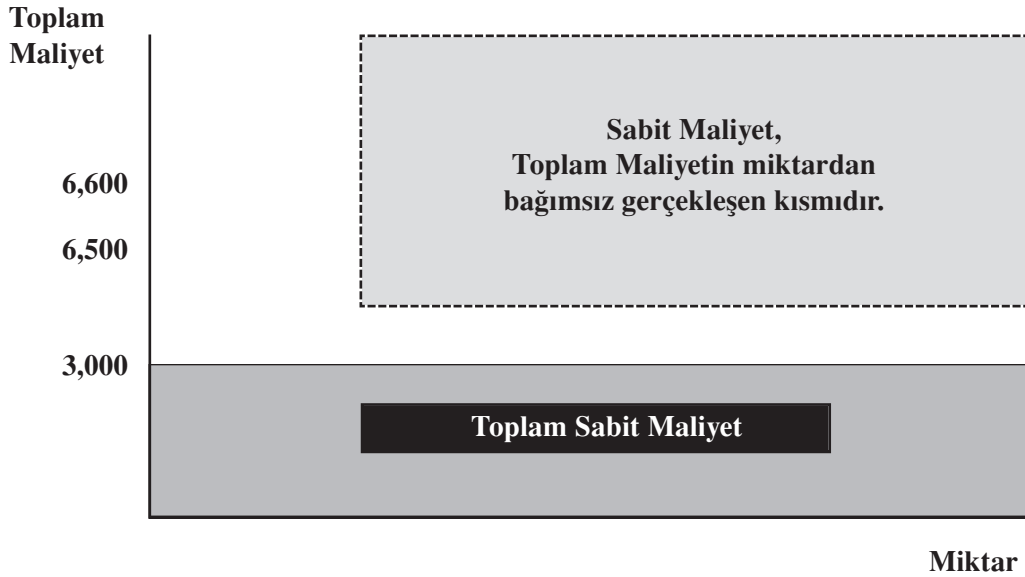 Toplam
Maliyet
Sabit Maliyet,
Toplam Maliyetin miktardan
bağımsız gerçekleşen kısmıdır.
6,600
6,500
3,000
Toplam Sabit Maliyet
Miktar